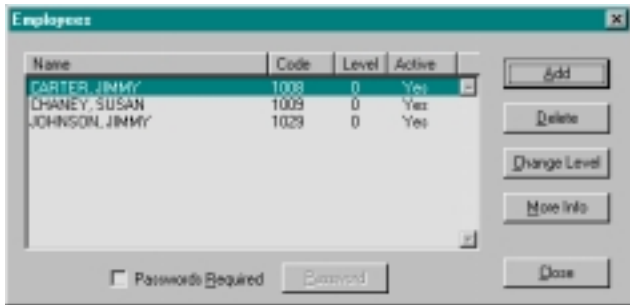 Employees
Name Code Level Active
CARTER, JIMMY 1008 0 Yes
CHANEY, SUSAN 1009 0 Yes
JOHNSON, JIMMY 1029 0 Yes
Add
Delete
Change Level
More Info
Passwords Required Password Close